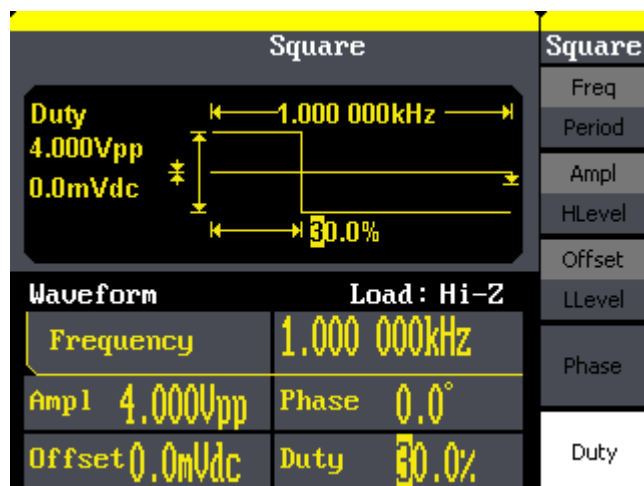 Square
Square
Duty
1.000 000kHz
4.000Vpp
0.0mVdc
30.0%
Freq
Period
Ampl
HLevel
Offset
LLevel
Phase
Duty
Waveform Load: Hi-Z
Frequency 1.000 000kHz
Ampl 4.000Vpp Phase 0.0°
Offset 0.0mVdc Duty 30.0%